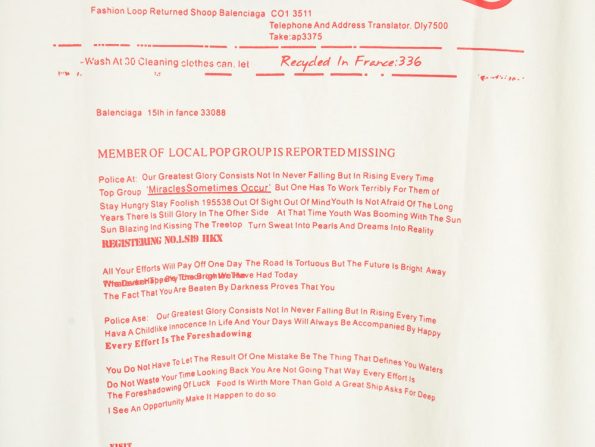 Fashion Loop Returned Shoop Balenciaga CO1 3511
Telephone And Address Translator. Dly7500
Take:ap3375
Wash At 30 Cleaning clothes can. let Recycled In France:336
Balenciaga 15lh in fance 33088
MEMBER OF LOCAL POP GROUP IS REPORTED MISSING
Police At: Our Greatest Glory Consists Not In Never Falling But In Rising Every Time
Top Group 'MiraclesSometimes Occur' But One Has To Work Terribly For Them of
Stay Hungry Stay Foolish 195538 Out Of Sight Out Of Mind Youth Is Not Afraid Of The Long
Years There Is Still Glory In The Ofher Side At That Time Youth Was Booming With The Sun
Sun Blazing Ind Kissing The Treetop Turn Sweat Into Pearls And Dreams Into Reality
REGISTERING NO.LS19 HKX
All Your Efforts Will Pay Off One Day The Road Is Tortuous But The Future Is Bright Away
Have Had Today
The Fact That You Are Beaten By Darkness Proves That You
Police Ase: Our Greatest Glory Consists Not In Never Falling But In Rising Every Time
Hava A Childlike Innocence In Life And Your Days Will Always Be Accompanied By Happy
Every Effort Is The Foreshadowing
You Do Not Have To Let The Result Of One Mistake Be The Thing That Defines You Waters
Do Not Waste Your Time Looking Back You Are Not Going That Way Every Effort Is
The Foreshadowing Of Luck Food Is Wirth More Than Gold A Great Ship Asks For Deep
I See An Opportunity Make It Happen to do so